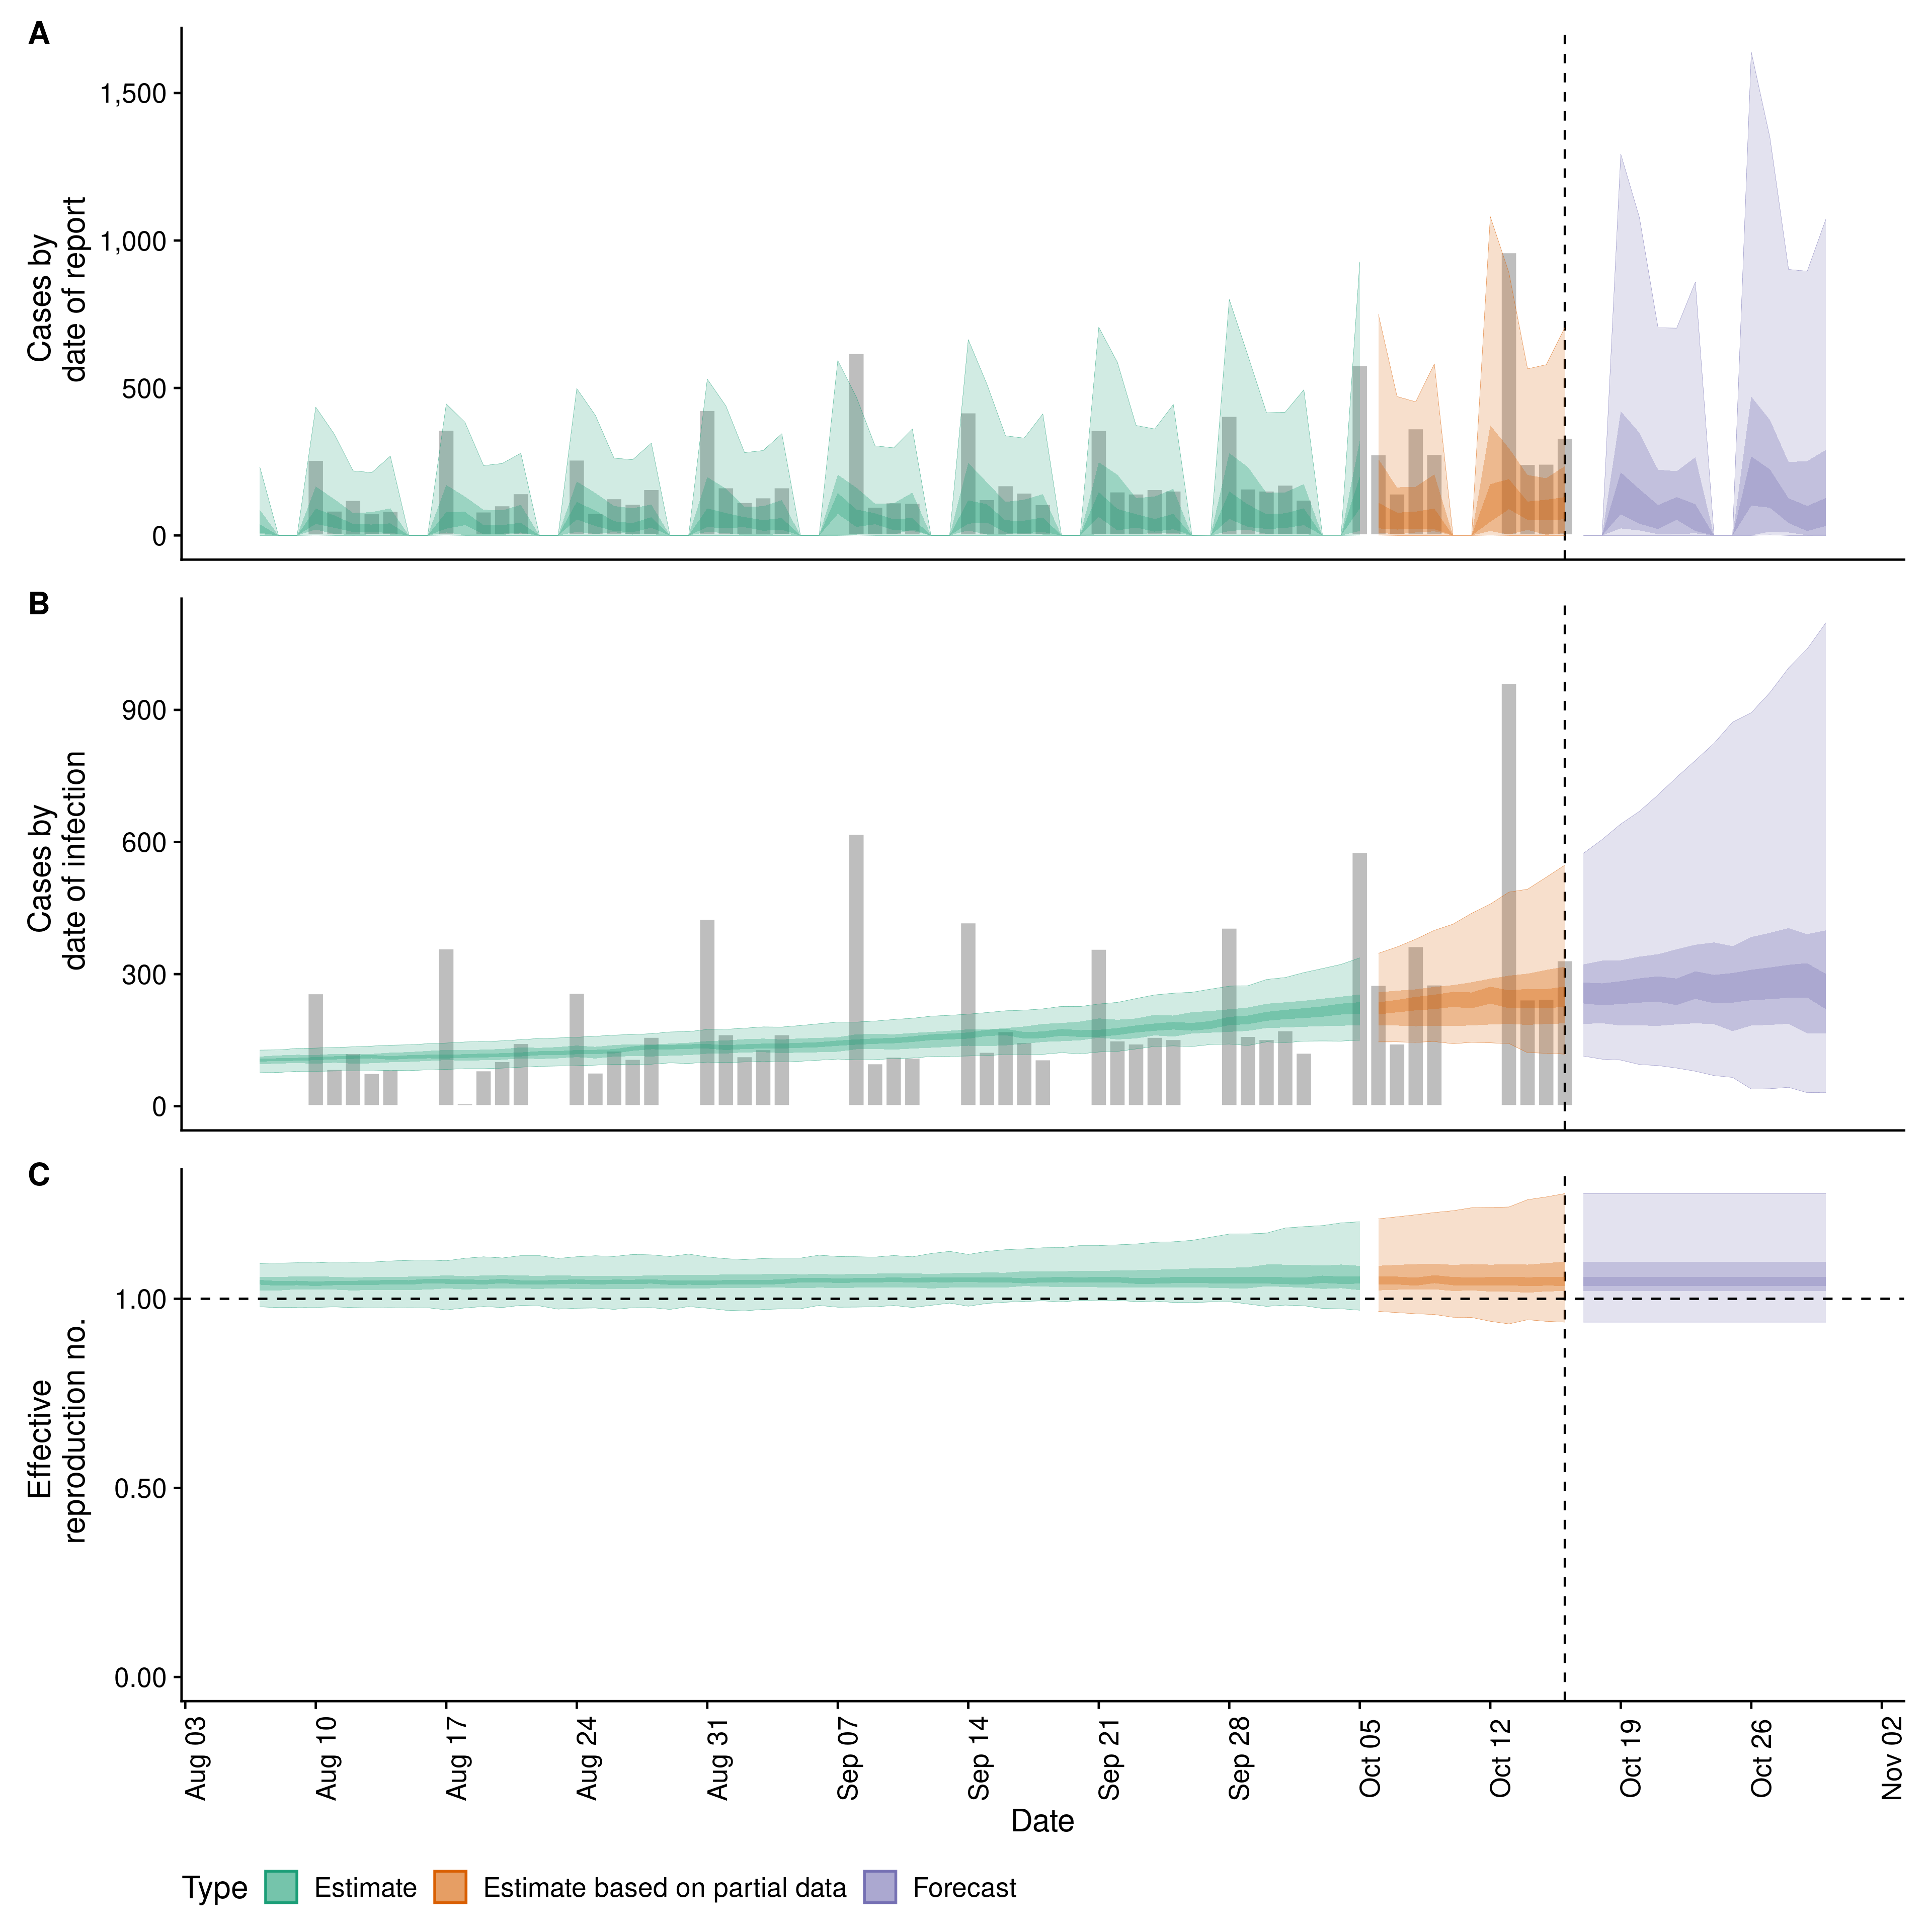 A
Cases by
date of report
1,500
1,000
500
0
B
Cases by
date of infection
900
600
300
0
C
Effective
reproduction no.
1.00
0.50
0.00
Aug 03
Aug 10
Aug 17
Aug 24
Aug 31
Sep 07
Sep 14
Sep 21
Sep 28
Oct 05
Oct 12
Oct 19
Oct 26
Nov 02
Date
Type Estimate Estimate based on partial data Forecast